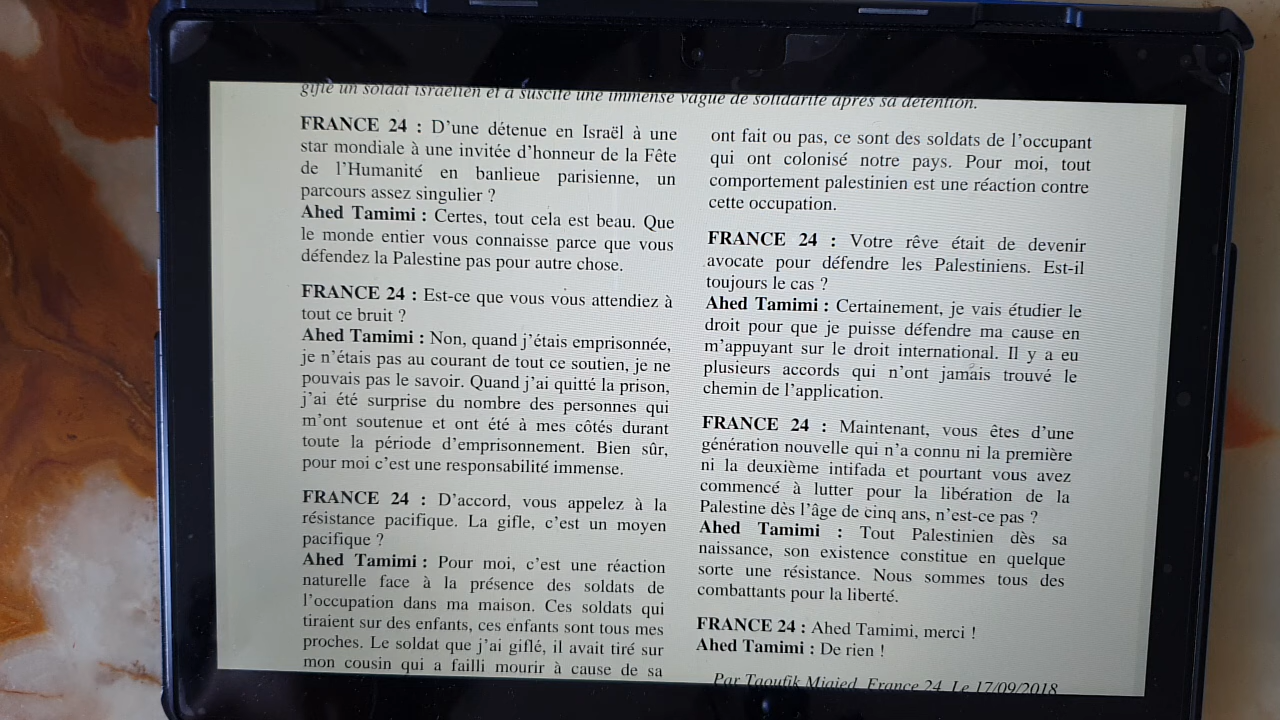 giflé un soldat israélien et a suscité une immense vague de solidarité après sa détention.
FRANCE 24 : D'une détenue en Israël à une
star mondiale à une invitée d'honneur de la Fête
de l'Humanité en banlieue parisienne, un
parcours assez singulier ?
Ahed Tamimi : Certes, tout cela est beau. Que
le monde entier vous connaisse parce que vous
défendez la Palestine pas pour autre chose.
FRANCE 24 : Est-ce que vous vous attendiez à
tout ce bruit ?
Ahed Tamimi : Non, quand j'étais emprisonnée,
je n'étais pas au courant de tout ce soutien, je ne
pouvais pas le savoir. Quand j'ai quitté la prison,
j'ai été surprise du nombre des personnes qui
m'ont soutenue et ont été à mes côtés durant
toute la période d'emprisonnement. Bien sûr,
pour moi c'est une responsabilité immense.
FRANCE 24 : D'accord, vous appelez à la
résistance pacifique. La gifle, c'est un moyen
pacifique ?
Ahed Tamimi : Pour moi, c'est une réaction
naturelle face à la présence des soldats de
l'occupation dans ma maison. Ces soldats qui
tiraient sur des enfants, ces enfants sont tous mes
proches. Le soldat que j'ai giflé, il avait tiré sur
mon cousin qui a failli mourir à cause de sa
ont fait ou pas, ce sont des soldats de l'occupant
qui ont colonisé notre pays. Pour moi, tout
comportement palestinien est une réaction contre
cette occupation.
FRANCE 24 : Votre rêve était de devenir
avocate pour défendre les Palestiniens. Est-il
toujours le cas ?
Ahed Tamimi : Certainement, je vais étudier le
droit pour que je puisse défendre ma cause en
m'appuyant sur le droit international. Il y a eu
plusieurs accords qui n'ont jamais trouvé le
chemin de l'application.
FRANCE 24 : Maintenant, vous êtes d'une
génération nouvelle qui n'a connu ni la première
ni la deuxième intifada et pourtant vous avez
commencé à lutter pour la libération de la
Palestine dès l'âge de cinq ans, n'est-ce pas ?
Ahed Tamimi : Tout Palestinien dès sa
naissance, son existence constitue en quelque
sorte une résistance. Nous sommes tous des
combattants pour la liberté.
FRANCE 24 : Ahed Tamimi, merci !
Ahed Tamimi : De rien !
Par Taoufik Mjaied, France 24, Le 17/09/2018